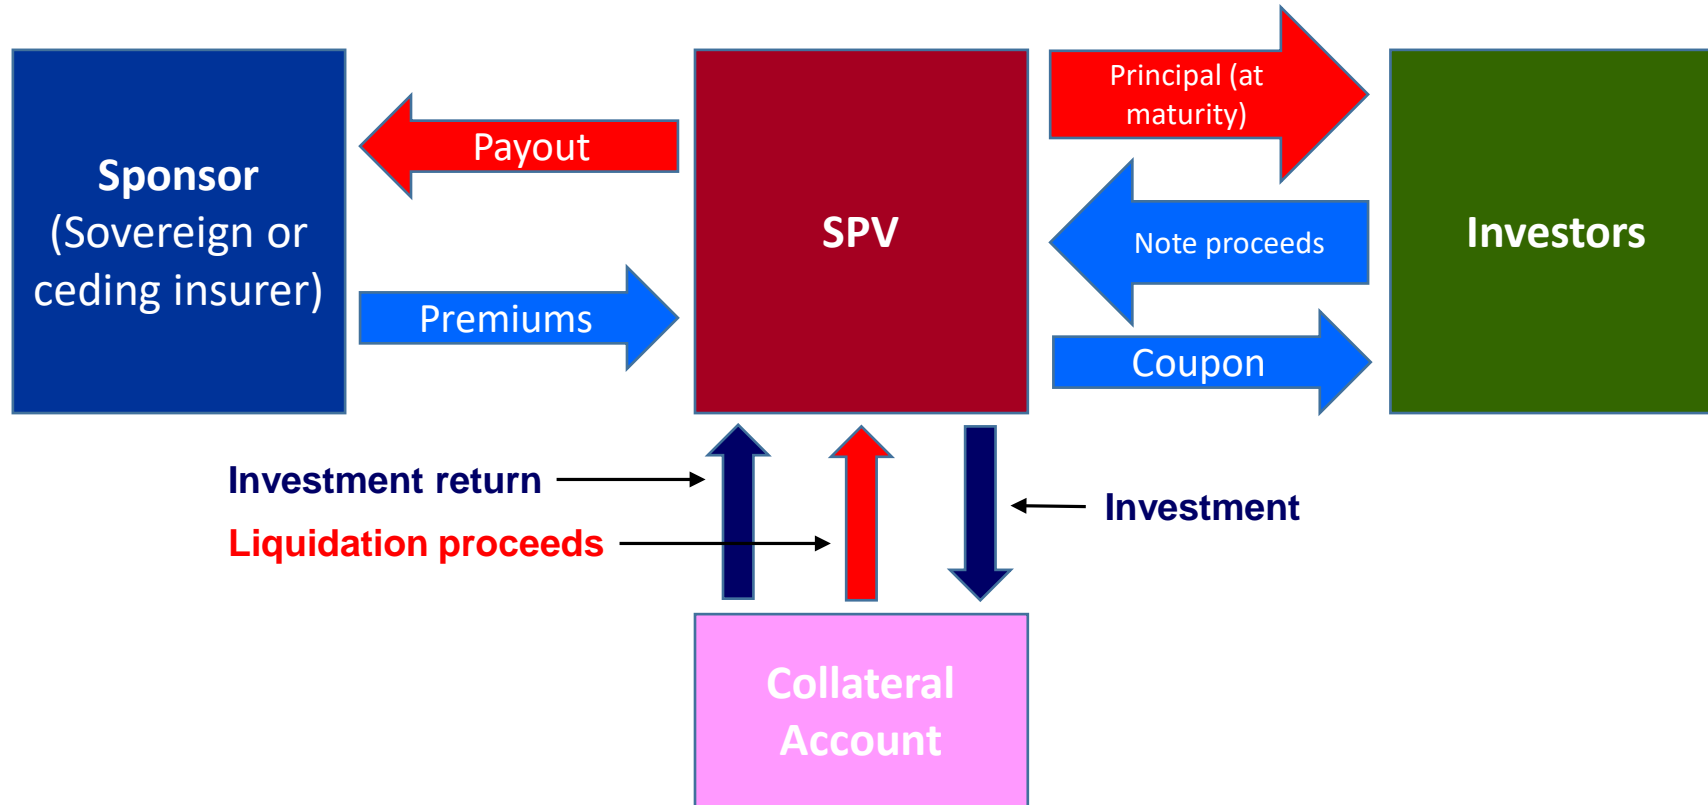 Sponsor
(Sovereign or
ceding insurer)
Payout
Premiums
SPV
Principal (at
maturity)
Note proceeds
Coupon
Investors
Investment return
Liquidation proceeds
Investment
Collateral
Account